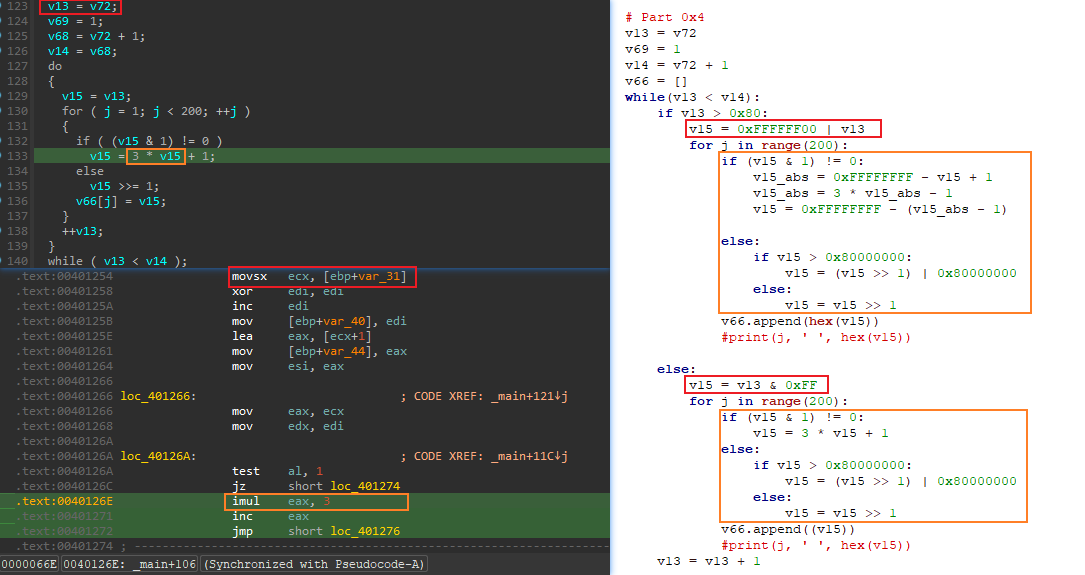 123 v13 = v72;
124 v69 = 1;
125 v68 = v72 + 1;
126 v14 = v68;
127 do
128 {
129 v15 = v13;
130 for ( j = 1; j < 200; ++j )
131 {
132 if ( (v15 & 1) != 0 )
133 v15 = 3 * v15 + 1;
134 else
135 v15 >>= 1;
136 v66[j] = v15;
137 }
138 ++v13;
139 }
140 while ( v13 < v14 );
.text:00401254 movsx ecx, [ebp+var_31]
.text:00401258 xor edi, edi
.text:0040125A inc edi
.text:0040125B mov [ebp+var_40], edi
.text:0040125E lea eax, [ecx+1]
.text:00401261 mov [ebp+var_44], eax
.text:00401264 mov esi, eax
.text:00401266
.text:00401266 loc_401266: ; CODE XREF: _main+121↓j
.text:00401266 mov eax, ecx
.text:00401268 mov edx, edi
.text:0040126A
.text:0040126A loc_40126A: ; CODE XREF: _main+11C↓j
.text:0040126A test al, 1
.text:0040126C jz short loc_401274
.text:0040126E imul eax, 3
.text:00401271 inc eax
.text:00401272 jmp short loc_401276
.text:00401274 ; ---------------------------------------------------------------
0000066E 0040126E: _main+106 (Synchronized with Pseudocode-A)
# Part 0x4
v13 = v72
v69 = 1
v14 = v72 + 1
v66 = []
while(v13 < v14):
if v13 > 0x80:
v15 = 0xFFFFFF00 | v13
for j in range(200):
if (v15 & 1) != 0:
v15_abs = 0xFFFFFFFF - v15 + 1
v15_abs = 3 * v15_abs - 1
v15 = 0xFFFFFFFF - (v15_abs - 1)
else:
if v15 > 0x80000000:
v15 = (v15 >> 1) | 0x80000000
else:
v15 = v15 >> 1
v66.append(hex(v15))
#print(j, ' ', hex(v15))
else:
v15 = v13 & 0xFF
for j in range(200):
if (v15 & 1) != 0:
v15 = 3 * v15 + 1
else:
if v15 > 0x80000000:
v15 = (v15 >> 1) | 0x80000000
else:
v15 = v15 >> 1
v66.append((v15))
#print(j, ' ', hex(v15))
v13 = v13 + 1